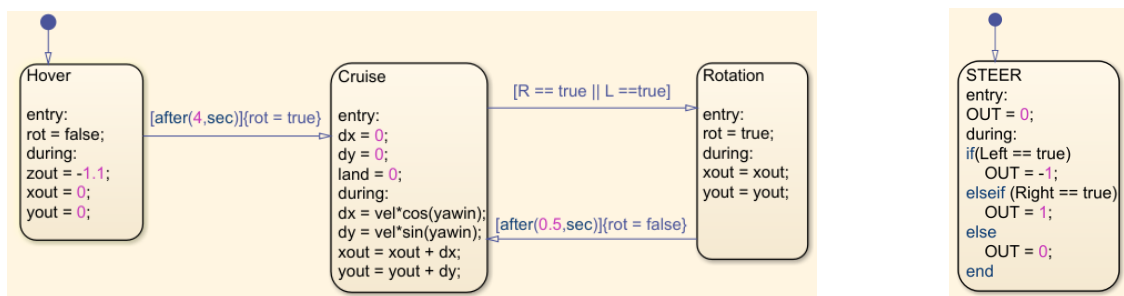 Hover
entry:
rot = false;
during:
zout = -1.1;
xout = 0;
yout = 0;
[after(4,sec)]{rot = true}
Cruise
entry:
dx = 0;
dy = 0;
land = 0;
during:
dx = vel*cos(yawin);
dy = vel*sin(yawin);
xout = xout + dx;
yout = yout + dy;
[R == true || L ==true]
[after(0.5,sec)]{rot = false}
Rotation
entry:
rot = true;
during:
xout = xout;
yout = yout;
STEER
entry:
OUT = 0;
during:
if(Left == true)
OUT = -1;
elseif (Right == true)
OUT = 1;
else
OUT = 0;
end